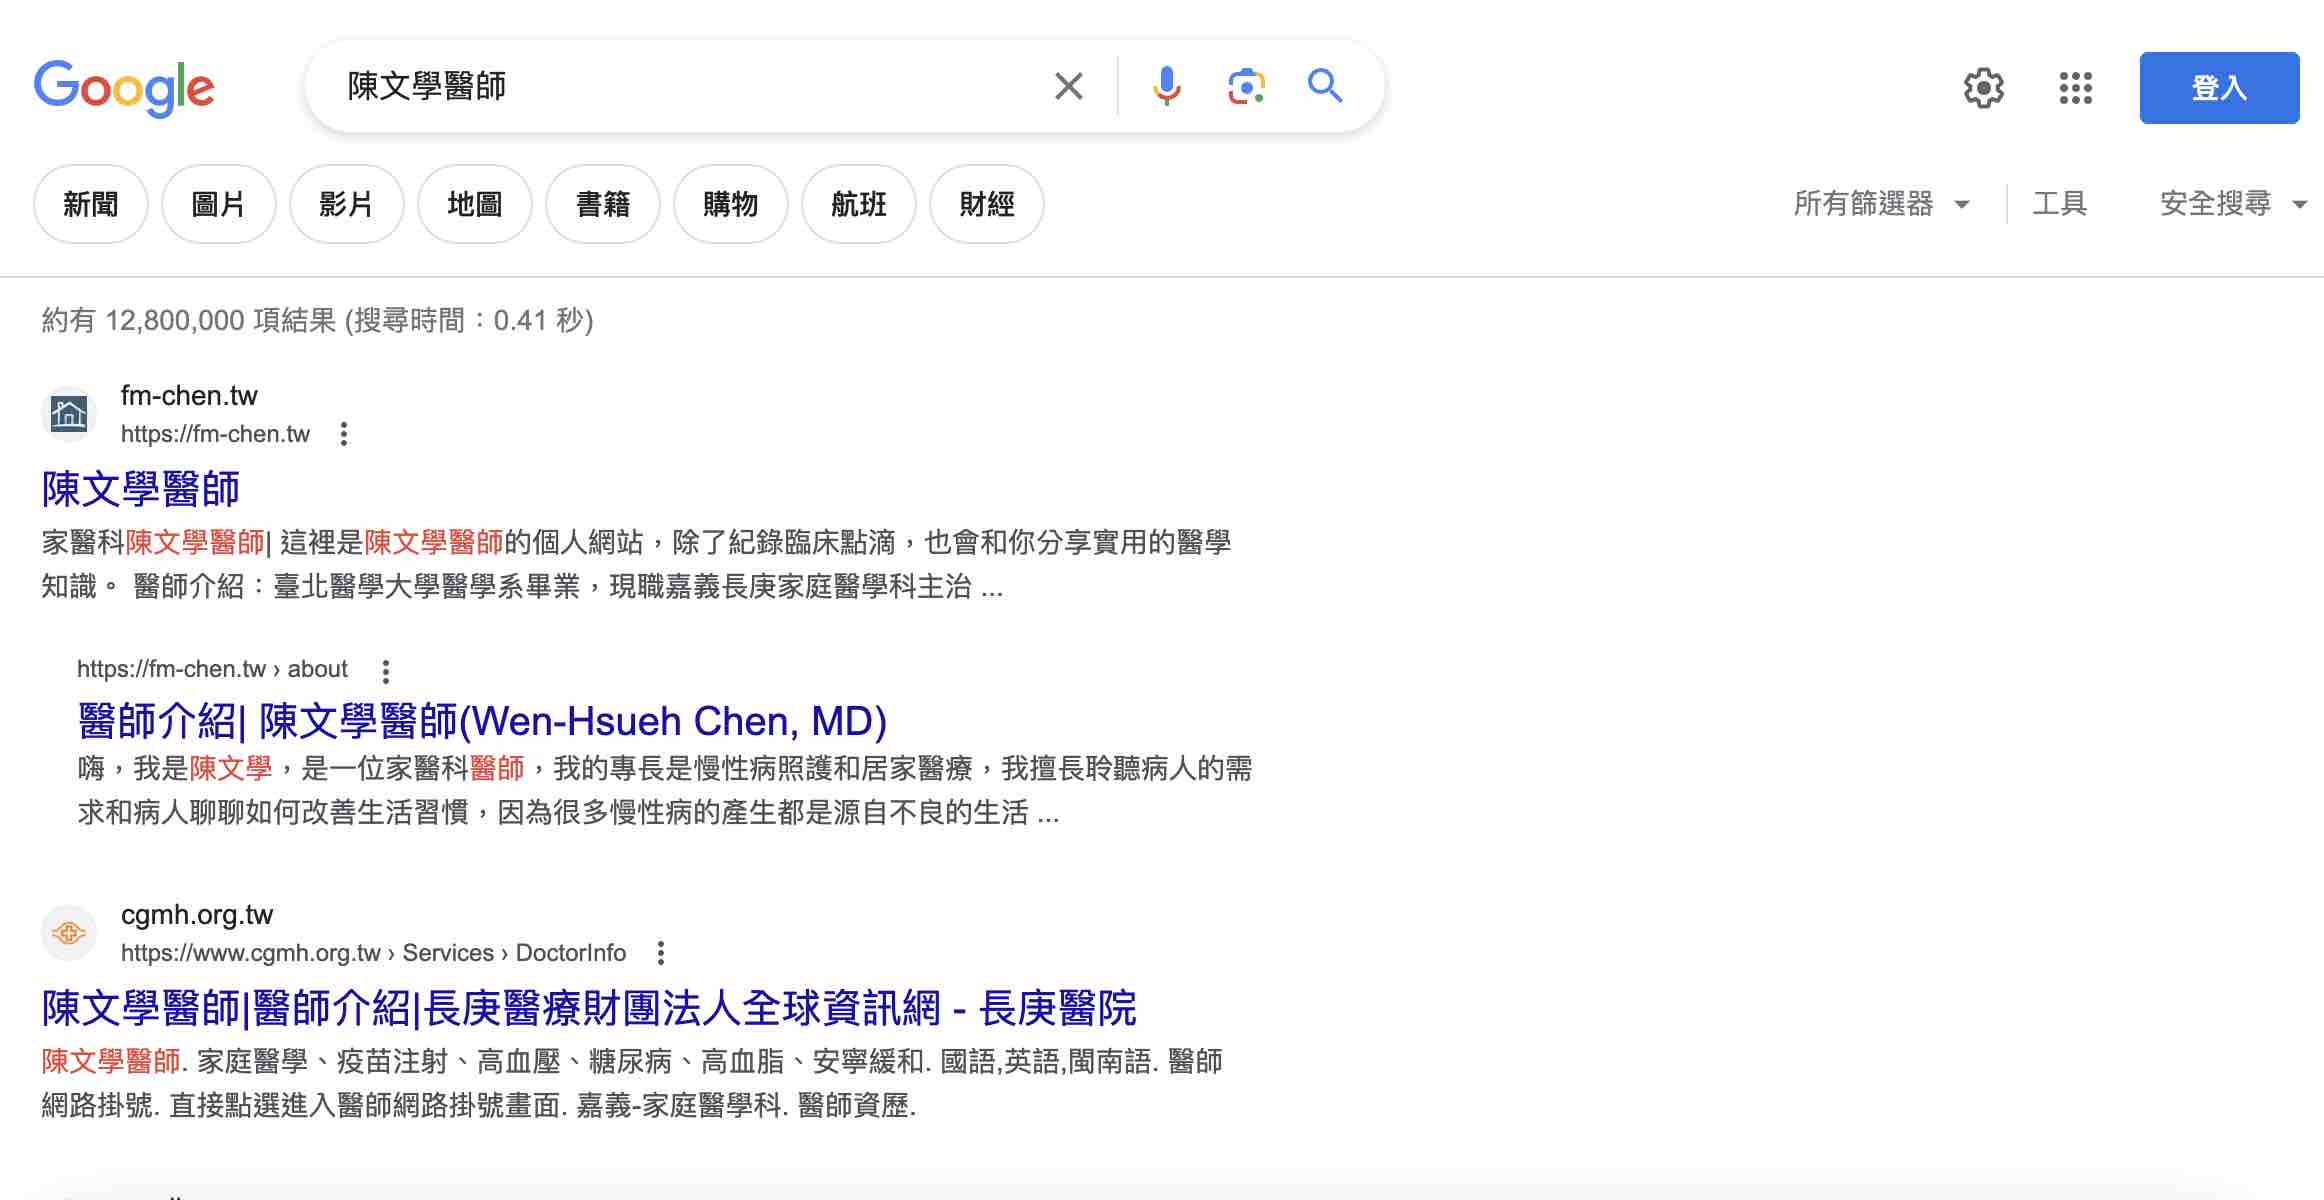 Google
陳文學醫師
登入
新聞 圖片 影片 地圖 書籍 購物 航班 財經 所有篩選器 工具 安全搜尋
約有 12,800,000 項結果 (搜尋時間：0.41 秒)
fm-chen.tw
https://fm-chen.tw
陳文學醫師
家醫科陳文學醫師| 這裡是陳文學醫師的個人網站，除了紀錄臨床點滴，也會和你分享實用的醫學
知識。 醫師介紹：臺北醫學大學醫學系畢業，現職嘉義長庚家庭醫學科主治 ...
https://fm-chen.tw › about
醫師介紹| 陳文學醫師(Wen-Hsueh Chen, MD)
嗨，我是陳文學，是一位家醫科醫師，我的專長是慢性病照護和居家醫療，我擅長聆聽病人的需
求和病人聊聊如何改善生活習慣，因為很多慢性病的產生都是源自不良的生活 ...
cgmh.org.tw
https://www.cgmh.org.tw › Services › DoctorInfo
陳文學醫師|醫師介紹|長庚醫療財團法人全球資訊網 - 長庚醫院
陳文學醫師. 家庭醫學、疫苗注射、高血壓、糖尿病、高血脂、安寧緩和. 國語,英語,閩南語. 醫師
網路掛號. 直接點選進入醫師網路掛號畫面. 嘉義-家庭醫學科. 醫師資歷.